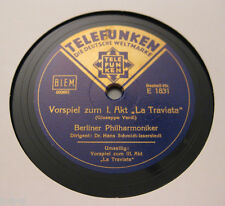 TELEFUNKEN
DIE DEUTSCHE WELTMARKE
TELE
FUN
KEN
BIEM
Bestell-Nr.
E 1831
Vorspiel zum I. Akt „La Traviata"
(Giuseppe Verdi)
Berliner Philharmoniker
Dirigent: Dr. Hans Schmidt-Isserstedt
Umseitig:
Vorspiel zum III. Akt
„La Traviata"